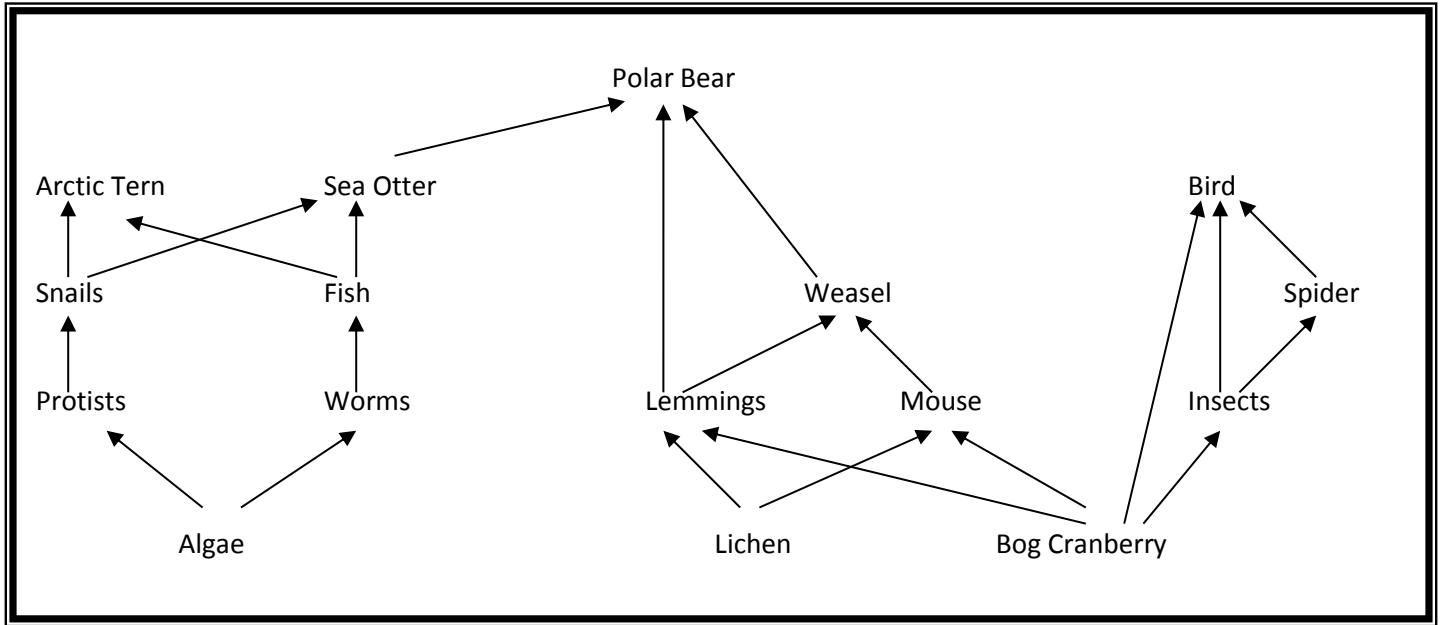 Polar Bear
Arctic Tern
Sea Otter
Bird
Snails
Fish
Weasel
Spider
Protists
Worms
Lemmings
Mouse
Insects
Algae
Lichen
Bog Cranberry